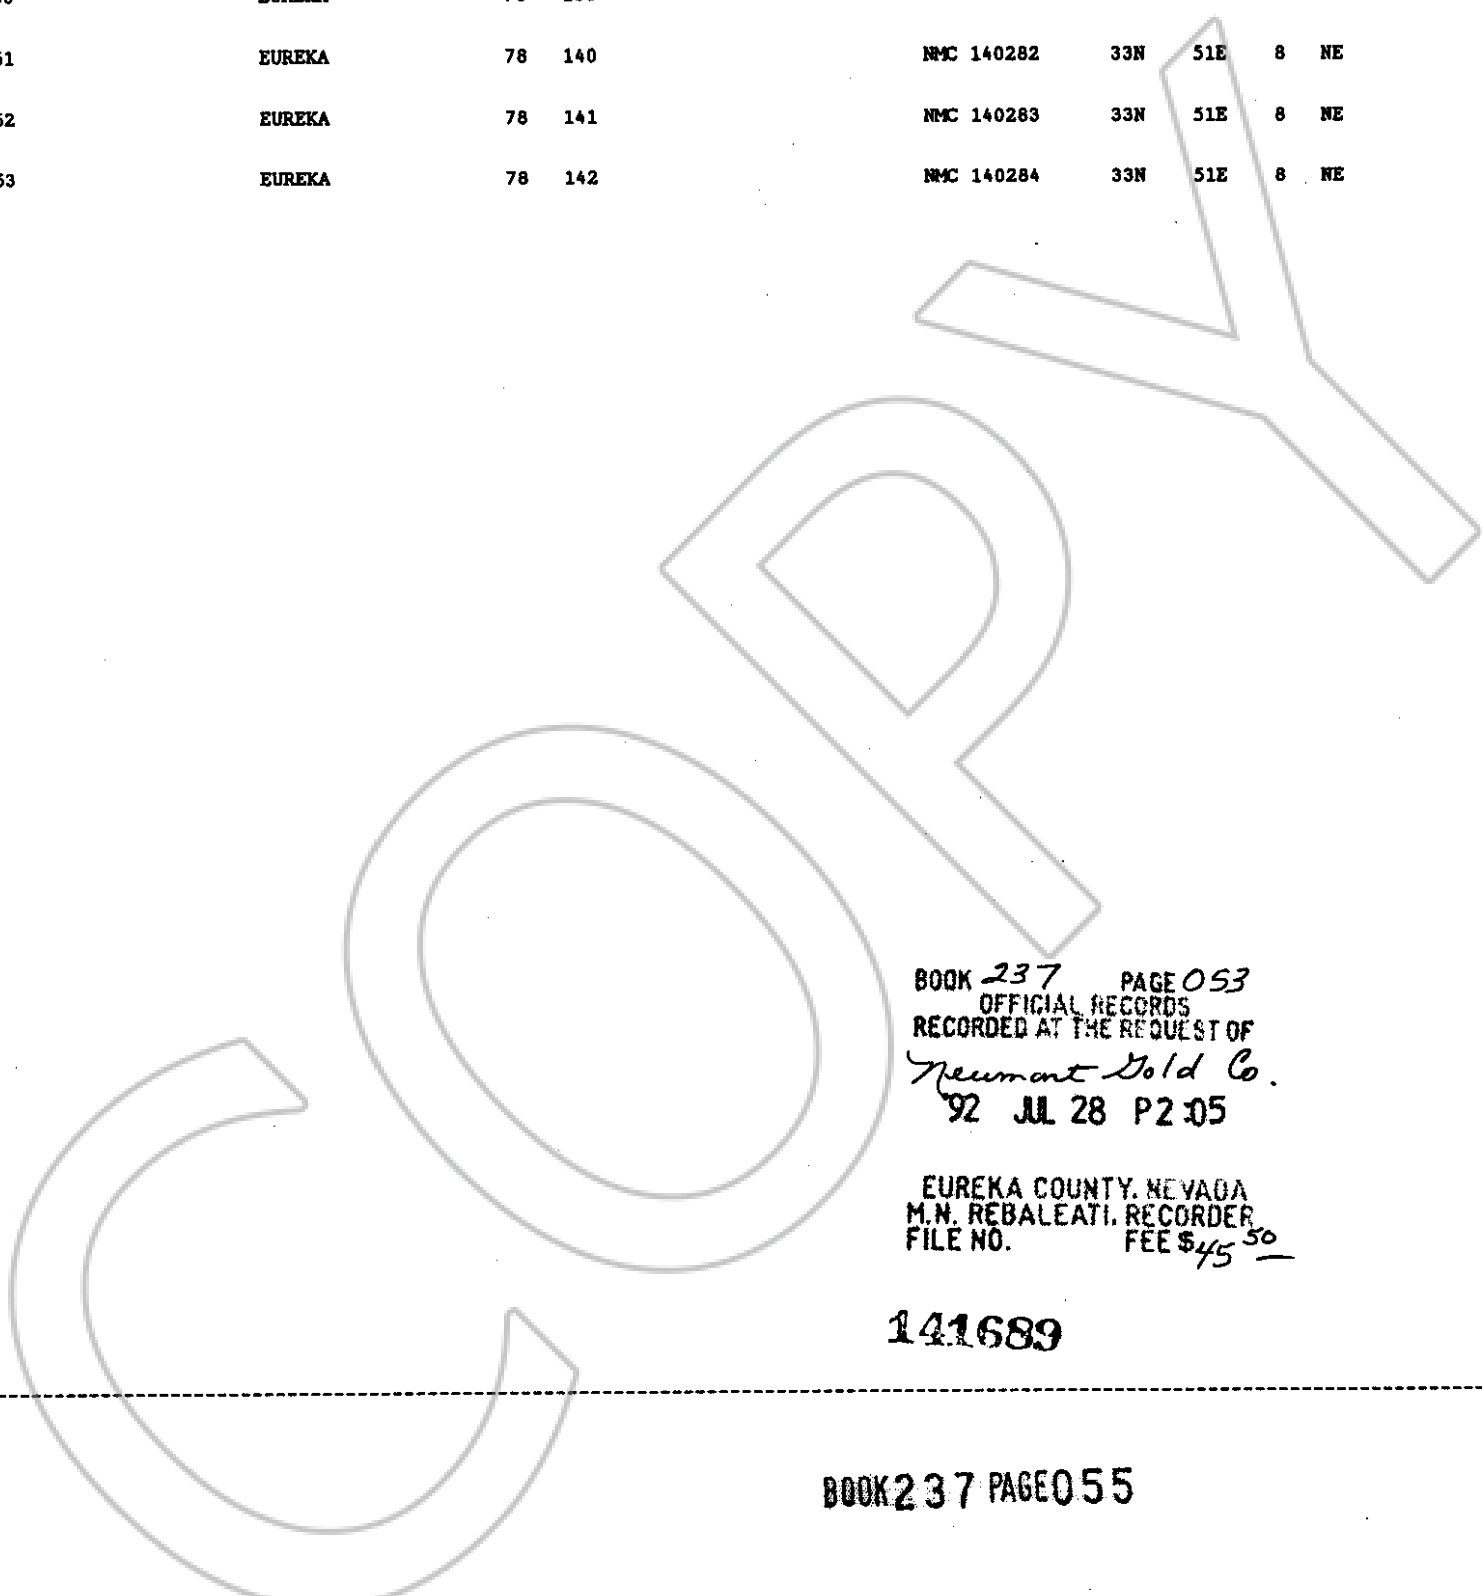 51 EUREKA 78 140 NMC 140282 33N 51E 8 NE
52 EUREKA 78 141 NMC 140283 33N 51E 8 NE
53 EUREKA 78 142 NMC 140284 33N 51E 8 NE
COPY
BOOK 237 PAGE 053
OFFICIAL RECORDS
RECORDED AT THE REQUEST OF
Newmont Gold Co.
'92 JUL 28 P2:05
EUREKA COUNTY, NEVADA
M.N. REBALEATI, RECORDER
FILE NO. FEE $45 50
141689
BOOK 237 PAGE 055